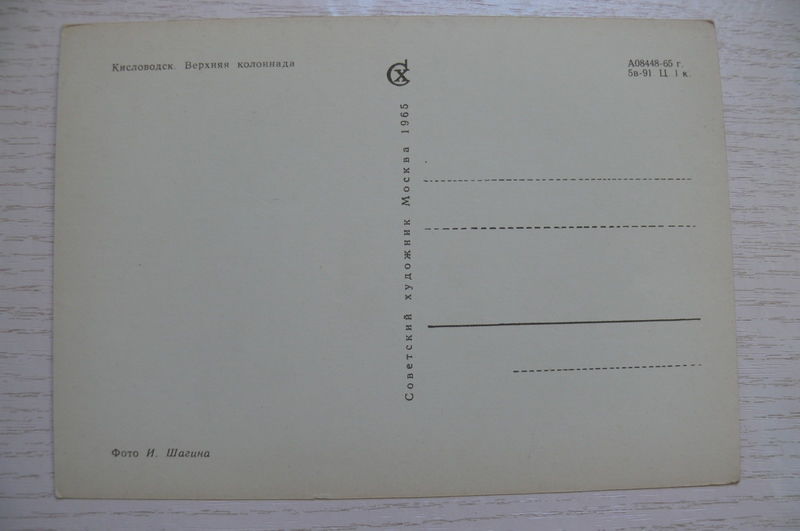 Кисловодск. Верхняя колоннада
СХ
А08448-65 г.
5в-91. Ц. 1 к.
Советский художник Москва 1965
Фото И. Шагина